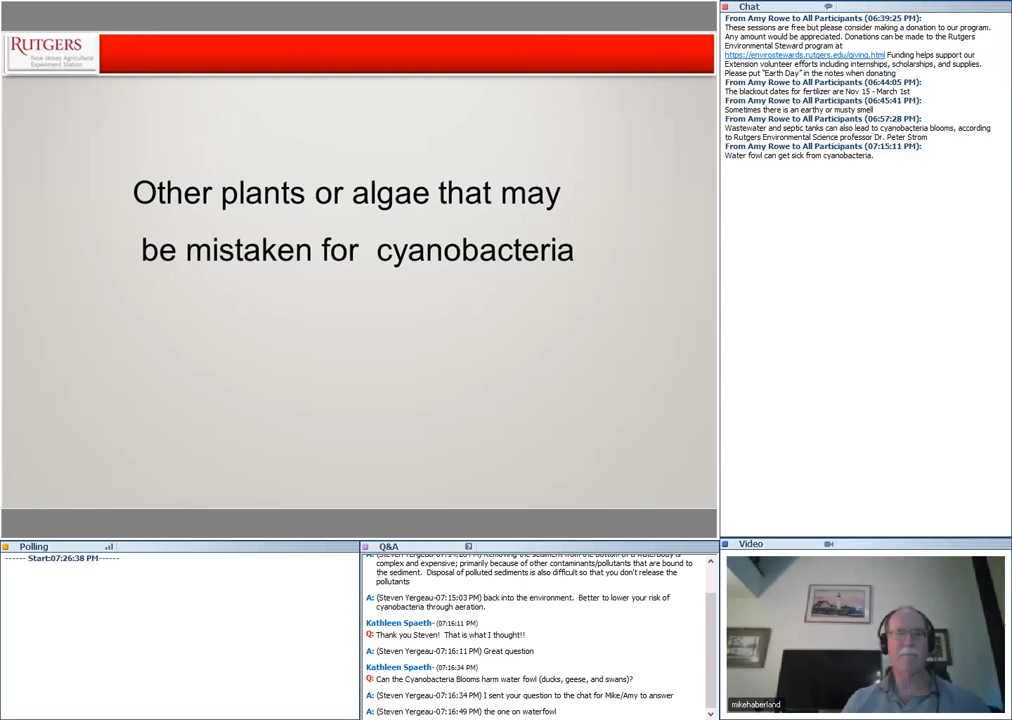 RUTGERS
New Jersey Agricultural
Experiment Station
Other plants or algae that may
be mistaken for cyanobacteria
Chat
From Amy Rowe to All Participants (06:39:25 PM):
These sessions are free but please consider making a donation to our program.
Any amount would be appreciated. Donations can be made to the Rutgers
Environmental Steward program at
https://envirostewards.rutgers.edu/giving.html Funding helps support our
Extension volunteer efforts including internships, scholarships, and supplies.
Please put "Earth Day" in the notes when donating
From Amy Rowe to All Participants (06:44:05 PM):
The blackout dates for fertilizer are Nov 15 - March 1st
From Amy Rowe to All Participants (06:45:41 PM):
Sometimes there is an earthy or musty smell
From Amy Rowe to All Participants (06:57:28 PM):
Wastewater and septic tanks can also lead to cyanobacteria blooms, according
to Rutgers Environmental Science professor Dr. Peter Strom
From Amy Rowe to All Participants (07:15:11 PM):
Water fowl can get sick from cyanobacteria.
Polling
------ Start:07:26:38 PM------
Q&A
complex and expensive; primarily because of other contaminants/pollutants that are bound to
the sediment. Disposal of polluted sediments is also difficult so that you don't release the
pollutants
A: (Steven Yergeau-07:15:03 PM) back into the environment. Better to lower your risk of
cyanobacteria through aeration.
Kathleen Spaeth- (07:16:11 PM)
Q: Thank you Steven! That is what I thought!!
A: (Steven Yergeau-07:16:11 PM) Great question
Kathleen Spaeth- (07:16:34 PM)
Q: Can the Cyanobacteria Blooms harm water fowl (ducks, geese, and swans)?
A: (Steven Yergeau-07:16:34 PM) I sent your question to the chat for Mike/Amy to answer
A: (Steven Yergeau-07:16:49 PM) the one on waterfowl
Video
mikehaberland